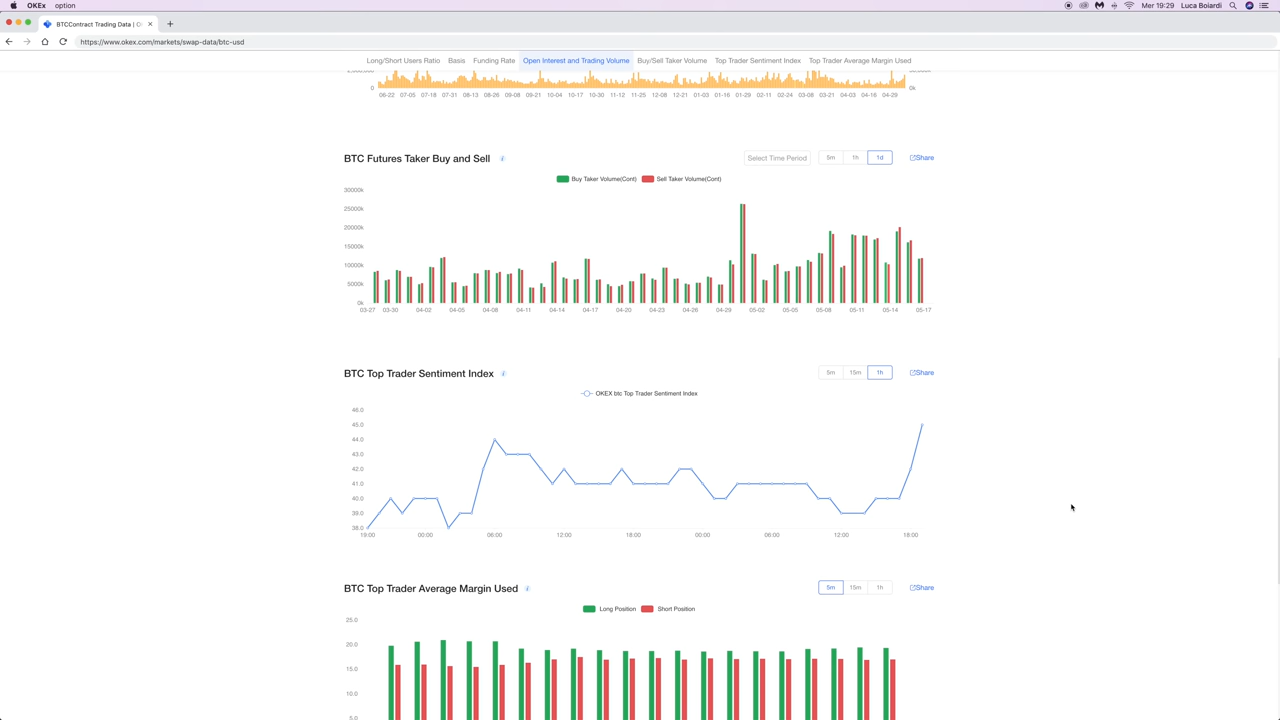 OKEx option Mer 19:29 Luca Boiardi
BTCContract Trading Data | O
https://www.okex.com/markets/swap-data/btc-usd
Long/Short Users Ratio Basis Funding Rate Open Interest and Trading Volume Buy/Sell Taker Volume Top Trader Sentiment Index Top Trader Average Margin Used
0 0k
06-22 07-05 07-18 07-31 08-13 08-26 09-08 09-21 10-04 10-17 10-30 11-12 11-25 12-08 12-21 01-03 01-16 01-29 02-11 02-24 03-08 03-21 04-03 04-16 04-29
BTC Futures Taker Buy and Sell
Select Time Period 5m 1h 1d Share
Buy Taker Volume(Cont) Sell Taker Volume(Cont)
30000k
25000k
20000k
15000k
10000k
5000k
0k
03-27 03-30 04-02 04-05 04-08 04-11 04-14 04-17 04-20 04-23 04-26 04-29 05-02 05-05 05-08 05-11 05-14 05-17
BTC Top Trader Sentiment Index
5m 15m 1h Share
OKEX btc Top Trader Sentiment Index
46.0
45.0
44.0
43.0
42.0
41.0
40.0
39.0
38.0
19:00 00:00 06:00 12:00 18:00 00:00 06:00 12:00 18:00
BTC Top Trader Average Margin Used
5m 15m 1h Share
Long Position Short Position
25.0
20.0
15.0
10.0
5.0